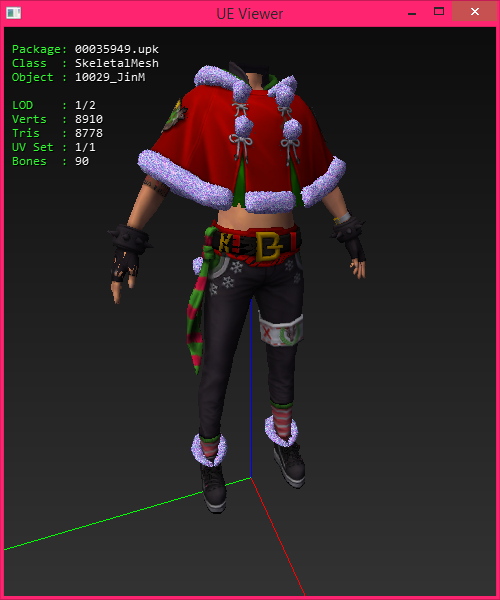 UE Viewer
Package: 00035949.upk
Class : SkeletalMesh
Object : 10029_JinM
LOD : 1/2
Verts : 8910
Tris : 8778
UV Set : 1/1
Bones : 90